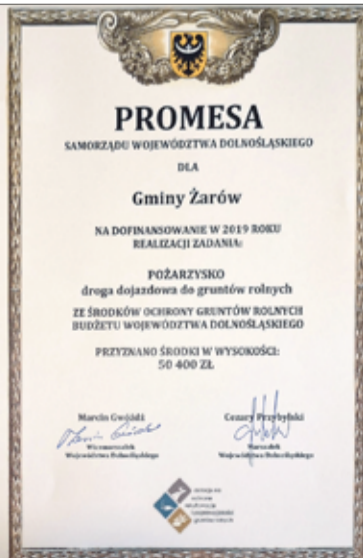 PROMESA
SAMORZĄDU WOJEWÓDZTWA DOLNOŚLĄSKIEGO
DLA
Gminy Żarów
NA DOFINANSOWANIE W 2019 ROKU
REALIZACJI ZADANIA:
POŻARZYSKO
droga dojazdowa do gruntów rolnych
ZE ŚRODKÓW OCHRONY GRUNTÓW ROLNYCH
BUDŻETU WOJEWÓDZTWA DOLNOŚLĄSKIEGO
PRZYZNANO ŚRODKI W WYSOKOŚCI:
50 400 ZŁ
Marcin Gwóźdź
Wicemarszałek
Województwa Dolnośląskiego
Cezary Przybylski
Marszałek
Województwa Dolnośląskiego